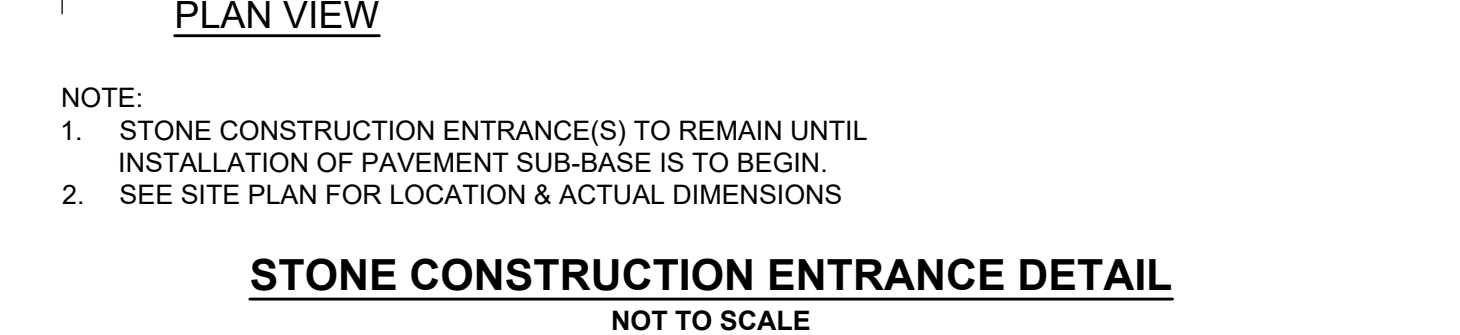 PLAN VIEW
NOTE:
1. STONE CONSTRUCTION ENTRANCE(S) TO REMAIN UNTIL
INSTALLATION OF PAVEMENT SUB-BASE IS TO BEGIN.
2. SEE SITE PLAN FOR LOCATION & ACTUAL DIMENSIONS
STONE CONSTRUCTION ENTRANCE DETAIL
NOT TO SCALE